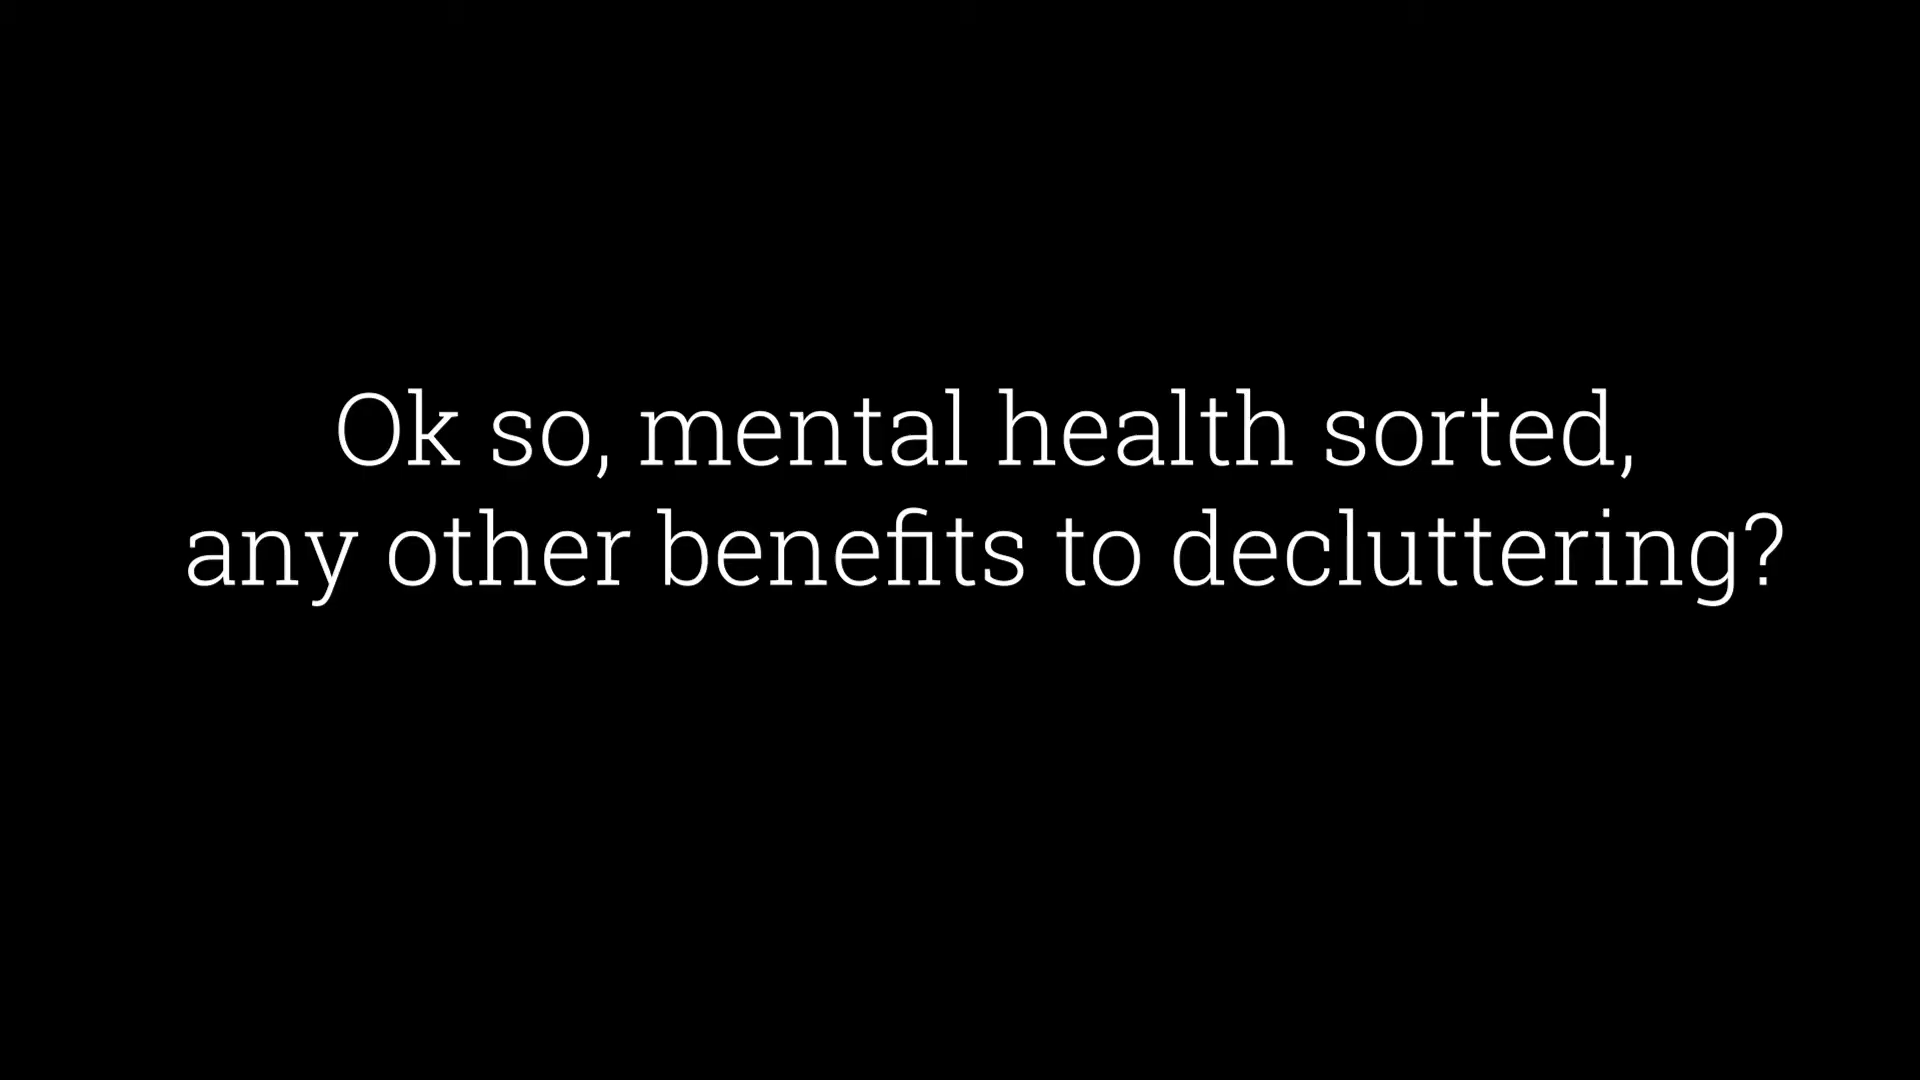 Ok so, mental health sorted,
any other benefits to decluttering?